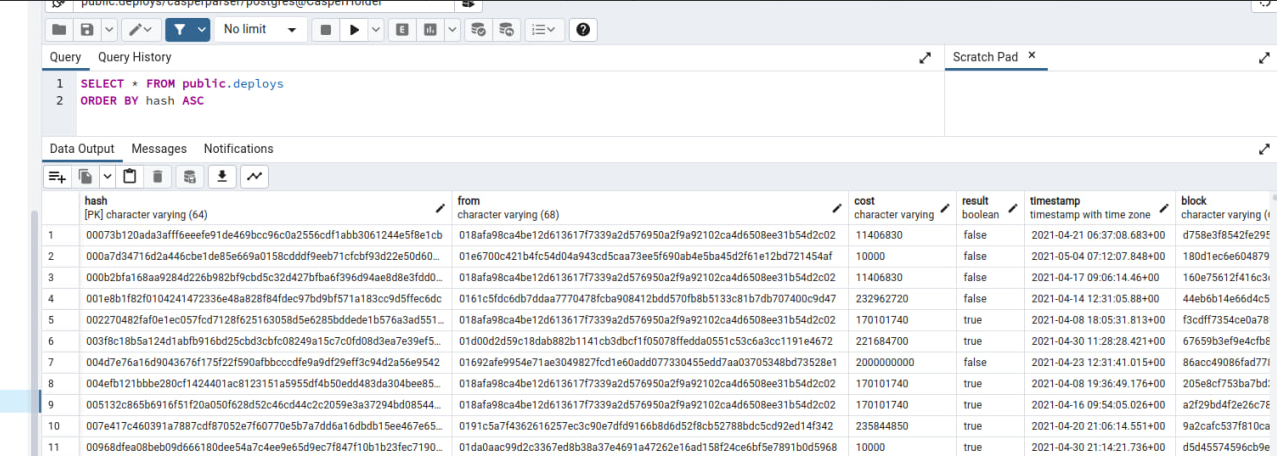 public.deploys/casperparser/postgres@CasperHolder
No limit
E
Query Query History Scratch Pad ×
1 SELECT * FROM public.deploys
2 ORDER BY hash ASC
Data Output Messages Notifications
hash from cost result timestamp block
[PK] character varying (64) character varying (68) character varying boolean timestamp with time zone character varying (
1 00073b120ada3afff6eeefe91de469bcc96c0a2556cdf1abb3061244e5f8e1cb 018afa98ca4be12d613617f7339a2d576950a2f9a92102ca4d6508ee31b54d2c02 11406830 false 2021-04-21 06:37:08.683+00 d758e3f8542fe295
2 000a7d34716d2a446cbe1de85e669a0158cdddf9eeb71cfcbf93d22e50d60... 01e6700c421b4fc54d04a943cd5caa73ee5f690ab4e5ba45d2f61e12bd721454af 10000 false 2021-05-04 07:12:07.848+00 180d1ec6e604879
3 000b2bfa168aa9284d226b982bf9cbd5c32d427bfba6f396d94ae8d8e3fdd0... 018afa98ca4be12d613617f7339a2d576950a2f9a92102ca4d6508ee31b54d2c02 11406830 false 2021-04-17 09:06:14.46+00 160e75612f416c3
4 001e8b1f82f0104241472336e48a828f84fdec97bd9bf571a183cc9d5ffec6dc 0161c5fdc6db7ddaa7770478fcba908412bdd570fb8b5133c81b7db707400c9d47 232962720 false 2021-04-14 12:31:05.88+00 44eb6b14e66d4c5
5 002270482faf0e1ec057fcd7128f625163058d5e6285bddede1b576a3ad551... 018afa98ca4be12d613617f7339a2d576950a2f9a92102ca4d6508ee31b54d2c02 170101740 true 2021-04-08 18:05:31.813+00 f3cdff7354ce0a78
6 003f8c18b5a124d1abfb916bd25cbd3cbfc08249a15c7c0fd08d3ea7e39ef5... 01d00d2d59c18dab882b1141cb3dbcf1f05078ffedda0551c53c6a3cc1191e4672 221684700 true 2021-04-30 11:28:28.421+00 67659b3ef9e4cfb8
7 004d7e76a16d9043676f175f22f590afbbcccdfe9a9df29eff3c94d2a56e9542 01692afe9954e71ae3049827fcd1e60add077330455edd7aa03705348bd73528e1 2000000000 false 2021-04-23 12:31:41.015+00 86acc49086fad77
8 004efb121bbbe280cf1424401ac8123151a5955df4b50edd483da304bee85... 018afa98ca4be12d613617f7339a2d576950a2f9a92102ca4d6508ee31b54d2c02 170101740 true 2021-04-08 19:36:49.176+00 205e8cf753ba7bd
9 005132c865b6916f51f20a050f628d52c46cd44c2c2059e3a37294bd08544... 018afa98ca4be12d613617f7339a2d576950a2f9a92102ca4d6508ee31b54d2c02 170101740 true 2021-04-16 09:54:05.026+00 a2f29bd4f2e26c78
10 007e417c460391a7887cdf87052e7f60770e5b7a7dd6a16dbdb15ee467e65... 0191c5a7f4362616257ec3c90e7dfd9166b8d6d52f8cb52788bdc5cd92ed14f342 235844850 true 2021-04-20 21:06:14.551+00 9a2cafc537f810ca
11 00968dfea08beb09d666180dee54a7c4ee9e65d9ec7f847f10b1b23fec7190... 01da0aac99d2c3367ed8b38a37e4691a47262e16ad158f24ce6bf5e7891b0d5968 10000 true 2021-04-30 21:14:21.736+00 d5d45574596cb9e